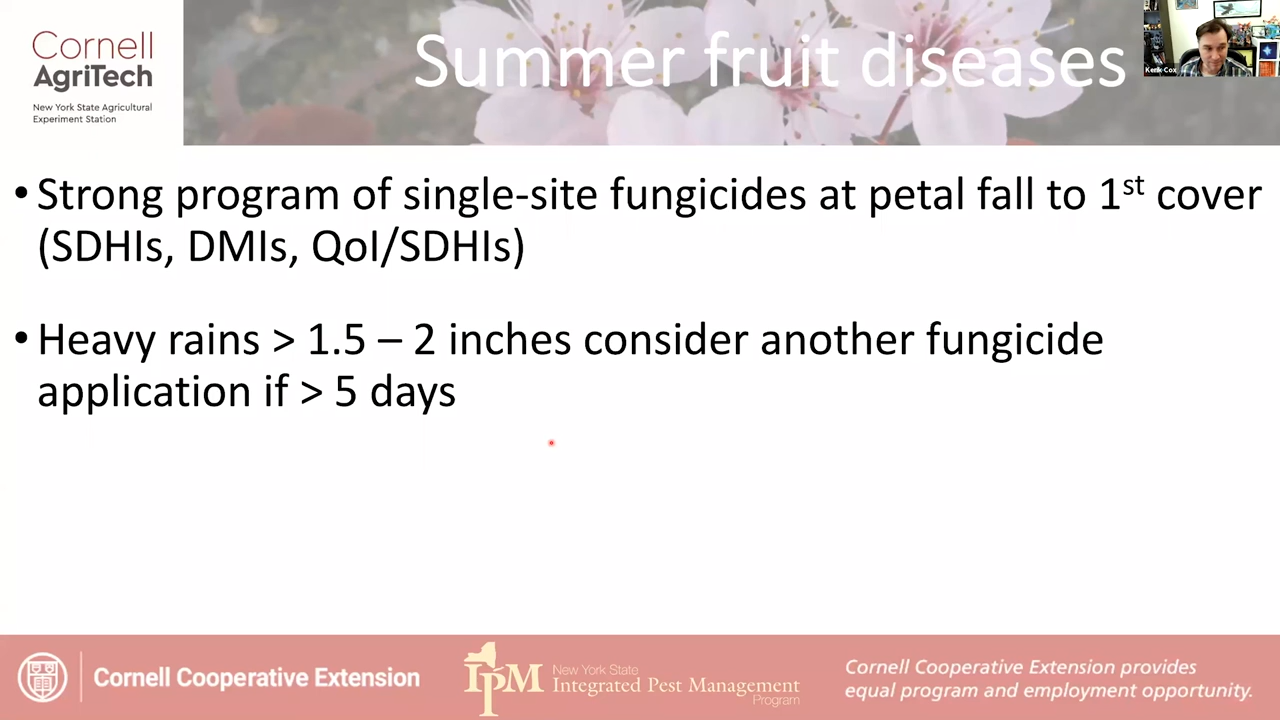 Cornell
AgriTech
New York State Agricultural
Experiment Station
Summer fruit diseases
Kerik Cox
• Strong program of single-site fungicides at petal fall to 1st cover
(SDHIs, DMIs, QoI/SDHIs)
• Heavy rains > 1.5 – 2 inches consider another fungicide
application if > 5 days
Cornell Cooperative Extension
IPM
New York State
Integrated Pest Management
Program
Cornell Cooperative Extension provides
equal program and employment opportunity.